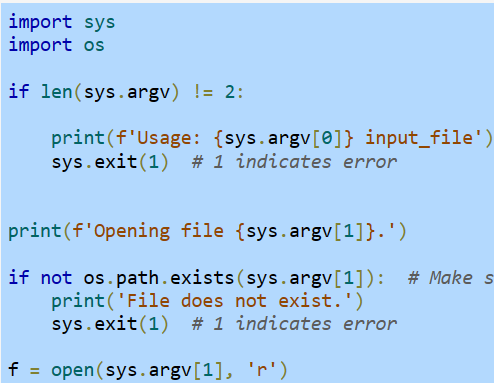 import sys
import os
if len(sys.argv) != 2:
    print(f'Usage: {sys.argv[0]} input_file')
    sys.exit(1)  # 1 indicates error
print(f'Opening file {sys.argv[1]}.')
if not os.path.exists(sys.argv[1]):  # Make
    print('File does not exist.')
    sys.exit(1)  # 1 indicates error
f = open(sys.argv[1], 'r')